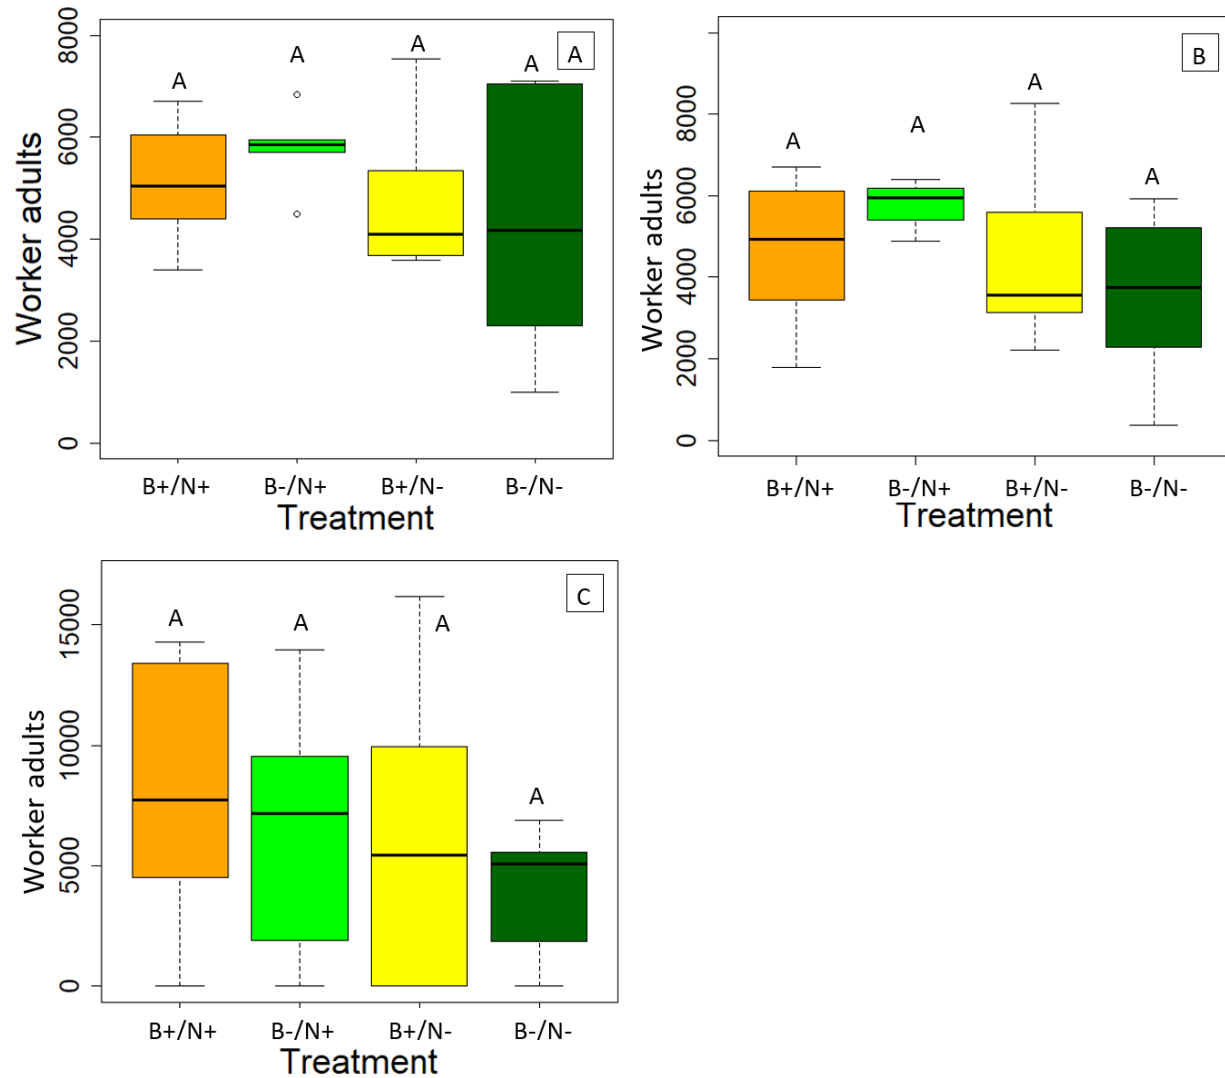 A
A
A
A
A
8000
6000
4000
2000
0
Worker adults
B+/N+ B-/N+ B+/N- B-/N-
Treatment
B
A
A
A
A
8000
6000
4000
2000
0
Worker adults
B+/N+ B-/N+ B+/N- B-/N-
Treatment
C
A
A
A
A
15000
10000
5000
0
Worker adults
B+/N+ B-/N+ B+/N- B-/N-
Treatment